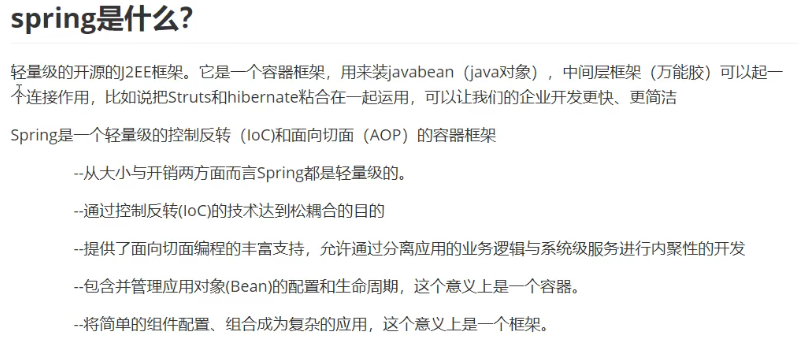 spring是什么?
轻量级的开源的J2EE框架。它是一个容器框架，用来装javabean（java对象），中间层框架（万能胶）可以起一
个连接作用，比如说把Struts和hibernate粘合在一起运用，可以让我们的企业开发更快、更简洁
Spring是一个轻量级的控制反转（IoC)和面向切面（AOP）的容器框架
--从大小与开销两方面而言Spring都是轻量级的。
--通过控制反转(IoC)的技术达到松耦合的目的
--提供了面向切面编程的丰富支持，允许通过分离应用的业务逻辑与系统级服务进行内聚性的开发
--包含并管理应用对象(Bean)的配置和生命周期，这个意义上是一个容器。
--将简单的组件配置、组合成为复杂的应用，这个意义上是一个框架。